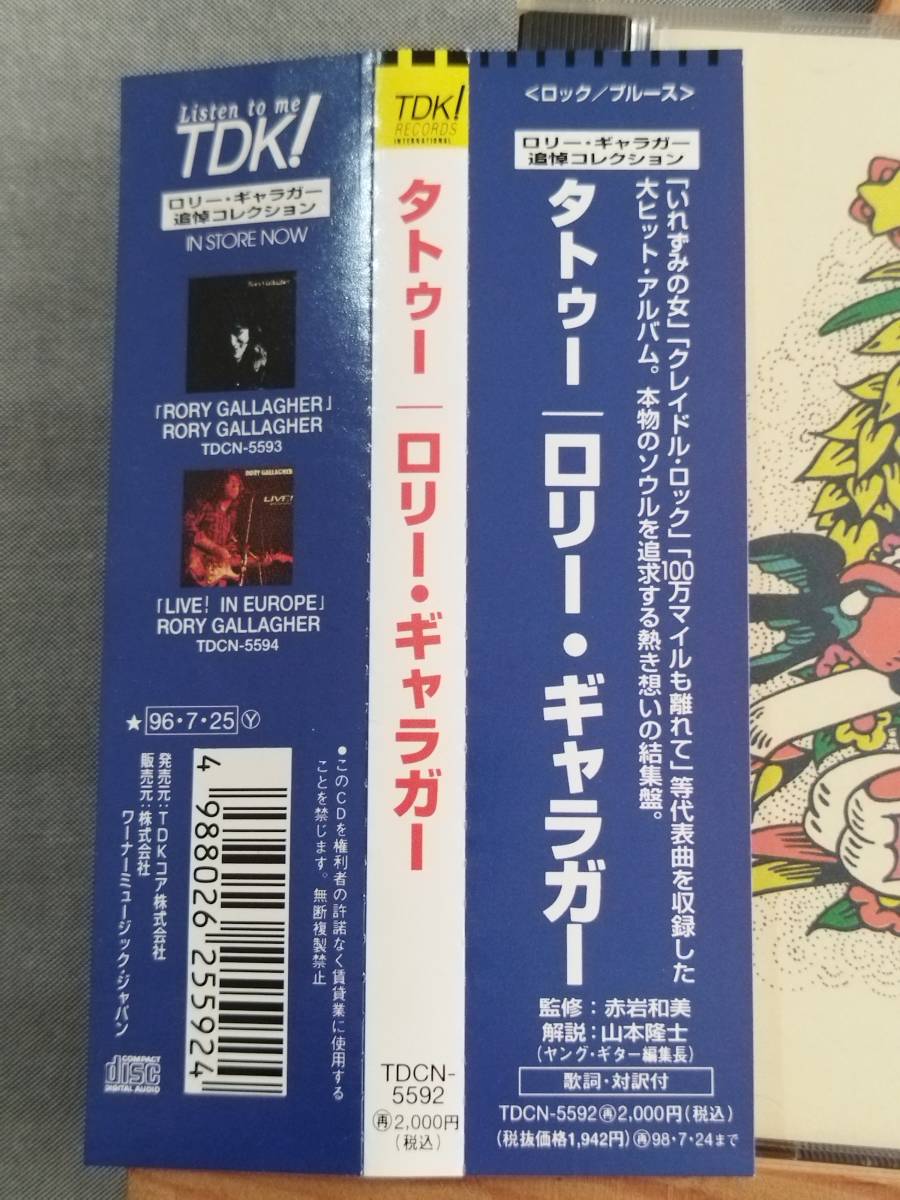 Listen to me
TDK!
ロリー・ギャラガー
追悼コレクション
IN STORE NOW
Rory Gallagher
「RORY GALLAGHER」
RORY GALLAGHER
TDCN-5593
RORY GALLAGHER
LIVE!
「LIVE! IN EUROPE」
RORY GALLAGHER
TDCN-5594
★96・7・25Ⓨ
●このCDを権利者の許諾なく賃貸業に使用する
ことを禁じます。無断複製禁止
4 988026 255924
発売元:TDKコア株式会社
販売元:株式会社
ワーナーミュージック・ジャパン
COMPACT
disc
DIGITAL AUDIO
TDK!
RECORDS
INTERNATIONAL
タトゥー|ロリー・ギャラガー
TDCN-
5592
㊢2,000円
(税込)
<ロック/ブルース>
ロリー・ギャラガー
追悼コレクション
「いれずみの女」「クレイドル・ロック」「100万マイルも離れて」等代表曲を収録した
大ヒット・アルバム。本物のソウルを追求する熱き想いの結集盤。
タトゥー|ロリー・ギャラガー
監修:赤岩和美
解説:山本隆士
(ヤング・ギター編集長)
歌詞・対訳付
TDCN-5592再2,000円(税込)
(税抜価格1,942円)再98・7・24まで